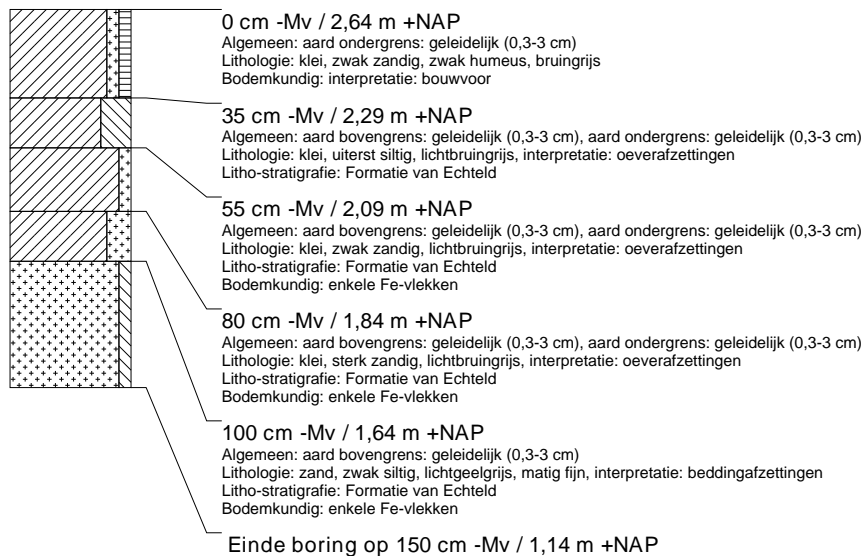 0 cm -Mv / 2,64 m +NAP
Algemeen: aard ondergrens: geleidelijk (0,3-3 cm)
Lithologie: klei, zwak zandig, zwak humeus, bruingrijs
Bodemkundig: interpretatie: bouwvoor
35 cm -Mv / 2,29 m +NAP
Algemeen: aard bovengrens: geleidelijk (0,3-3 cm), aard ondergrens: geleidelijk (0,3-3 cm)
Lithologie: klei, uiterst siltig, lichtbruingrijs, interpretatie: oeverafzettingen
Litho-stratigrafie: Formatie van Echteld
55 cm -Mv / 2,09 m +NAP
Algemeen: aard bovengrens: geleidelijk (0,3-3 cm), aard ondergrens: geleidelijk (0,3-3 cm)
Lithologie: klei, zwak zandig, lichtbruingrijs, interpretatie: oeverafzettingen
Litho-stratigrafie: Formatie van Echteld
Bodemkundig: enkele Fe-vlekken
80 cm -Mv / 1,84 m +NAP
Algemeen: aard bovengrens: geleidelijk (0,3-3 cm), aard ondergrens: geleidelijk (0,3-3 cm)
Lithologie: klei, sterk zandig, lichtbruingrijs, interpretatie: oeverafzettingen
Litho-stratigrafie: Formatie van Echteld
Bodemkundig: enkele Fe-vlekken
100 cm -Mv / 1,64 m +NAP
Algemeen: aard bovengrens: geleidelijk (0,3-3 cm)
Lithologie: zand, zwak siltig, lichtgeelgrijs, matig fijn, interpretatie: beddingafzettingen
Litho-stratigrafie: Formatie van Echteld
Bodemkundig: enkele Fe-vlekken
Einde boring op 150 cm -Mv / 1,14 m +NAP